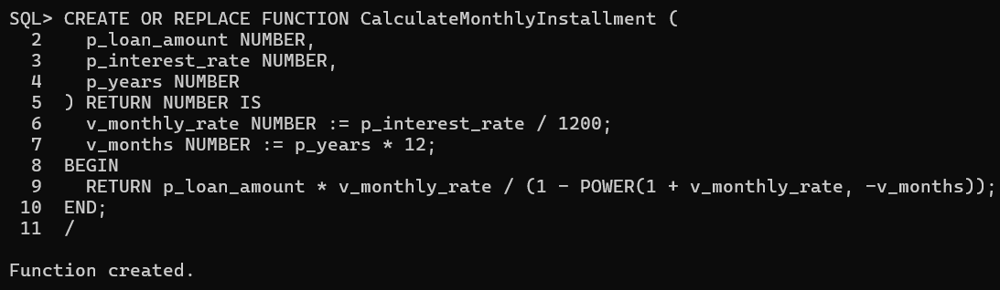 SQL> CREATE OR REPLACE FUNCTION CalculateMonthlyInstallment (
  2    p_loan_amount NUMBER,
  3    p_interest_rate NUMBER,
  4    p_years NUMBER
  5  ) RETURN NUMBER IS
  6    v_monthly_rate NUMBER := p_interest_rate / 1200;
  7    v_months NUMBER := p_years * 12;
  8  BEGIN
  9    RETURN p_loan_amount * v_monthly_rate / (1 - POWER(1 + v_monthly_rate, -v_months));
 10  END;
 11  /

Function created.